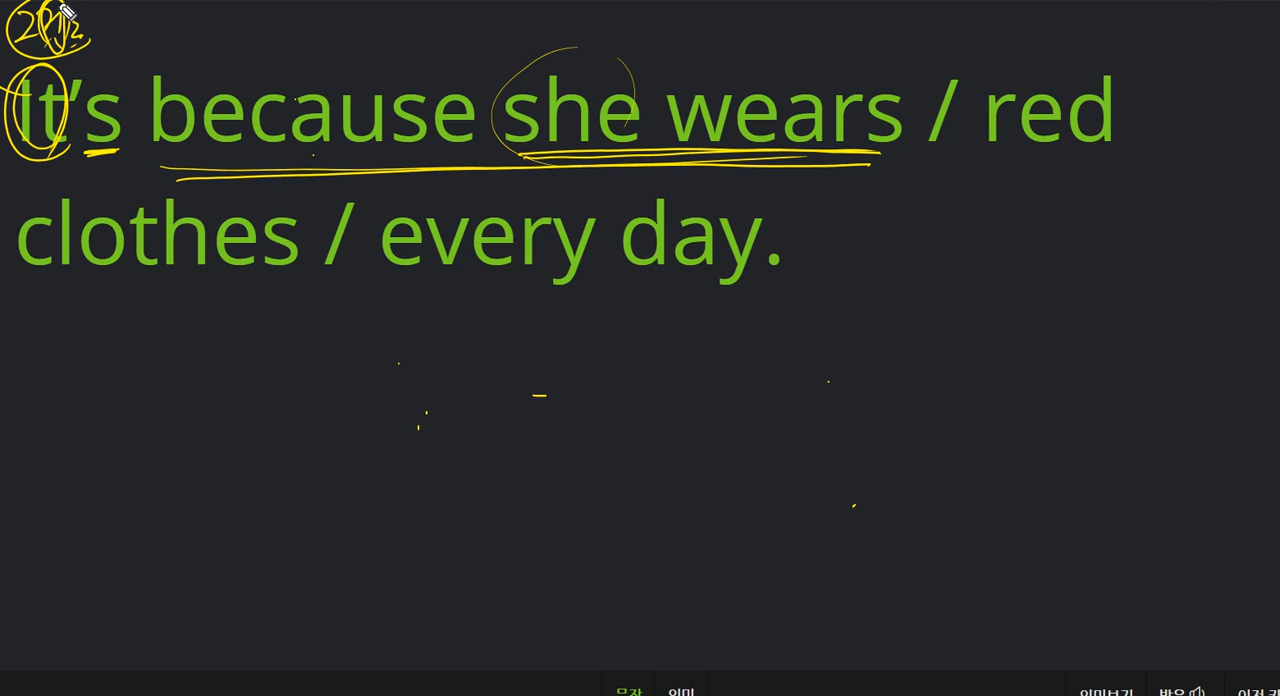 It’s because she wears / red
clothes / every day.